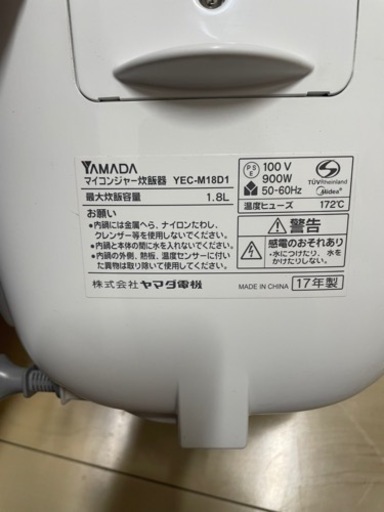 YAMADA
マイコンジャー炊飯器 YEC-M18D1
最大炊飯容量 1.8L
お願い
●内鍋には金属へら、ナイロンたわし、
クレンザー等を使用しないでください。
●内鍋と本体の間に水を入れないでください。
●内鍋の外側、熱板、温度センサーに付い
た異物は取り除いて使用してください。
株式会社 ヤマダ電機
PSE 100V
900W
50-60Hz
TÜVRheinland
Midea
温度ヒューズ 172℃
警告
感電のおそれあり
・水につけたり、水を
かけたりしない。
MADE IN CHINA 17年製